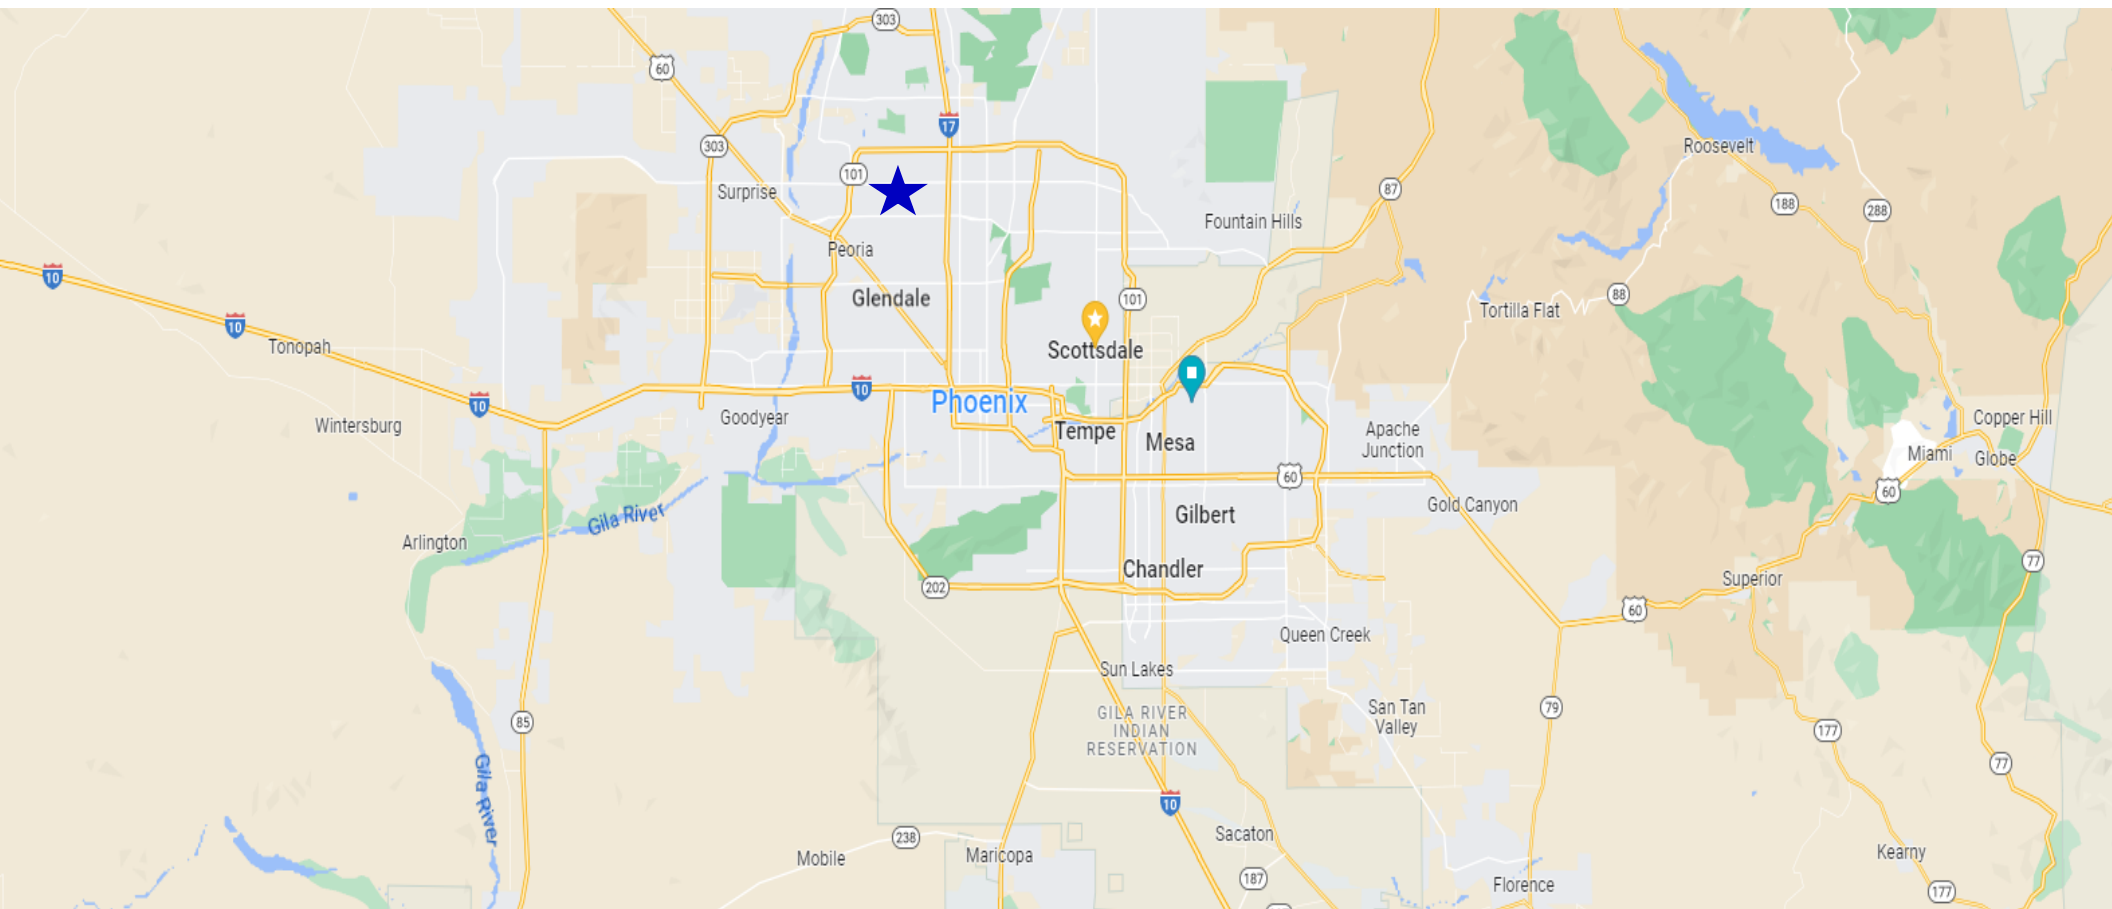 303
60
17
303
Roosevelt
101
Surprise
87
188
288
Fountain Hills
Peoria
10
Glendale
101
88
Tortilla Flat
10
Tonopah
Scottsdale
10
10
Phoenix
Goodyear
Wintersburg
Tempe
Mesa
Apache
Junction
Copper Hill
Miami
Globe
60
60
Gold Canyon
Gila River
Gilbert
Arlington
77
Chandler
202
Superior
60
Queen Creek
Sun Lakes
85
GILA RIVER
INDIAN
RESERVATION
San Tan
Valley
79
177
77
Gila River
10
238
Sacaton
Mobile
Maricopa
Kearny
187
Florence
177